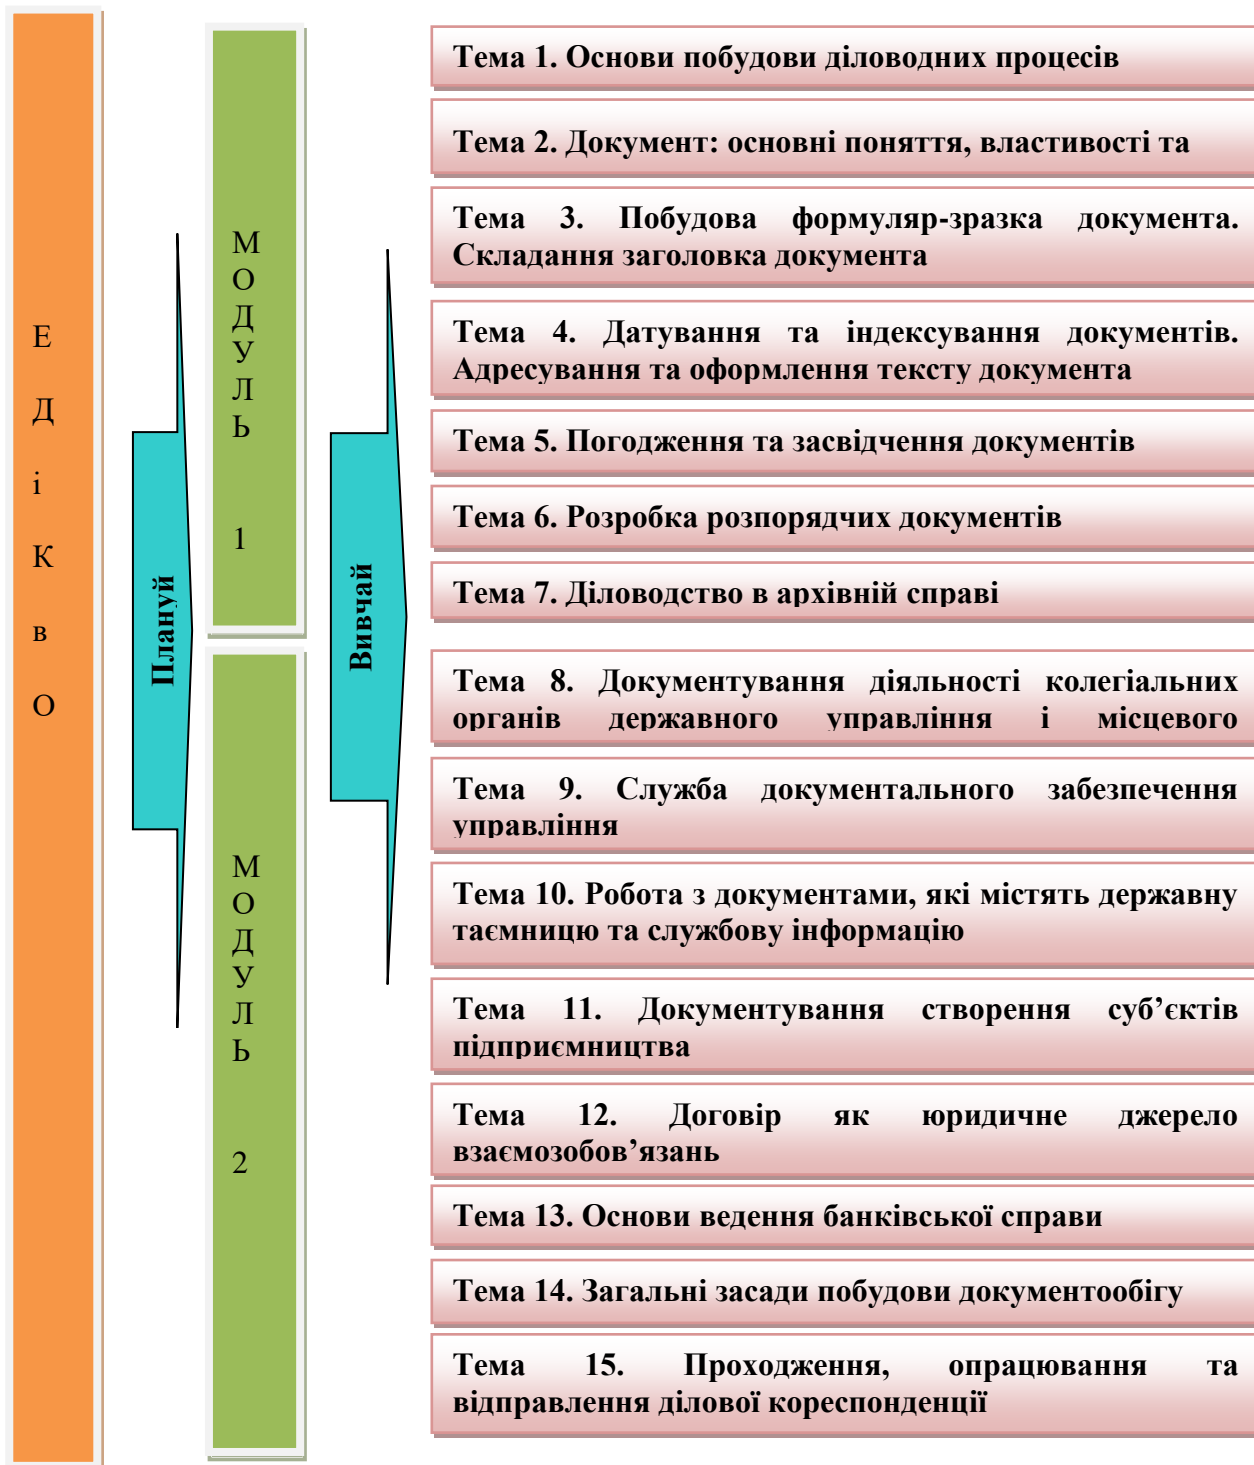 Е
Д
і
К
в
О
Плануй
М
О
Д
У
Л
Ь
1
М
О
Д
У
Л
Ь
2
Вивчай
Тема 1. Основи побудови діловодних процесів
Тема 2. Документ: основні поняття, властивості та
Тема 3. Побудова формуляр-зразка документа.
Складання заголовка документа
Тема 4. Датування та індексування документів.
Адресування та оформлення тексту документа
Тема 5. Погодження та засвідчення документів
Тема 6. Розробка розпорядчих документів
Тема 7. Діловодство в архівній справі
Тема 8. Документування діяльності колегіальних
органів державного управління і місцевого
Тема 9. Служба документального забезпечення
управління
Тема 10. Робота з документами, які містять державну
таємницю та службову інформацію
Тема 11. Документування створення суб’єктів
підприємництва
Тема 12. Договір як юридичне джерело
взаємозобов’язань
Тема 13. Основи ведення банківської справи
Тема 14. Загальні засади побудови документообігу
Тема 15. Проходження, опрацювання та
відправлення ділової кореспонденції